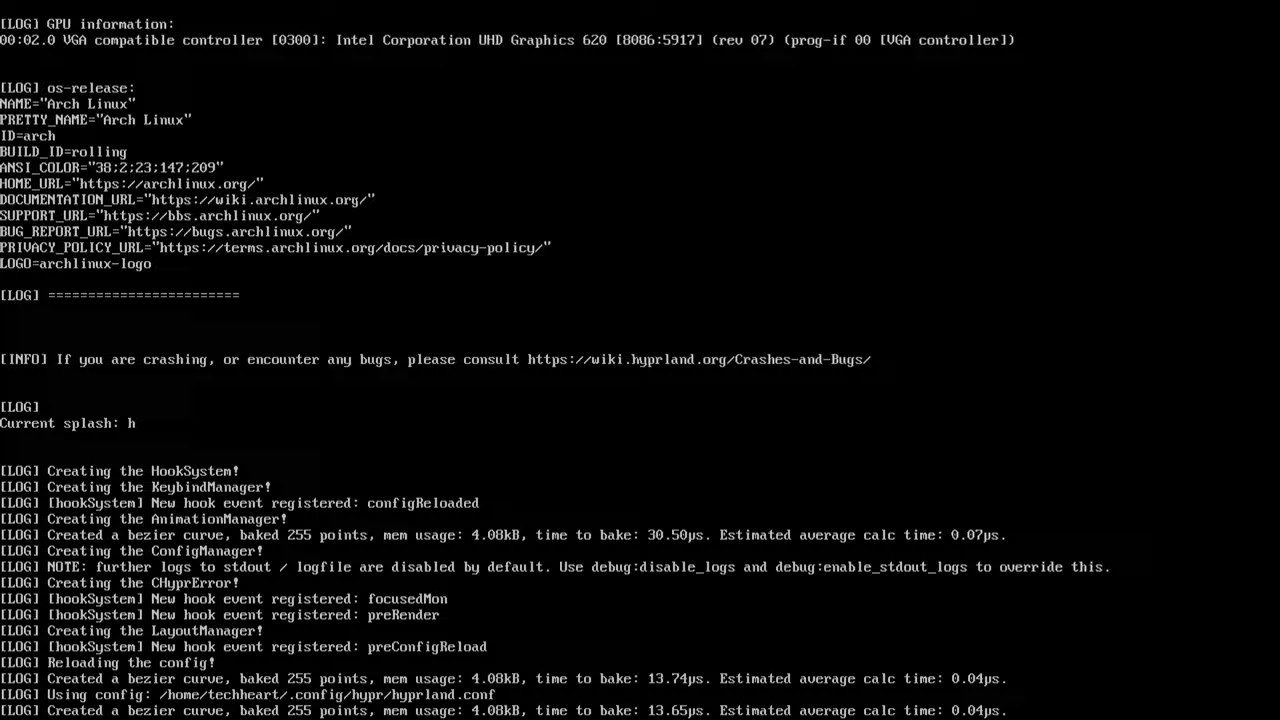 [LOG] GPU information:
00:02.0 VGA compatible controller [0300]: Intel Corporation UHD Graphics 620 [8086:5917] (rev 07) (prog-if 00 [VGA controller])
[LOG] os-release:
NAME="Arch Linux"
PRETTY_NAME="Arch Linux"
ID=arch
BUILD_ID=rolling
ANSI_COLOR="38;2;23;147;209"
HOME_URL="https://archlinux.org/"
DOCUMENTATION_URL="https://wiki.archlinux.org/"
SUPPORT_URL="https://bbs.archlinux.org/"
BUG_REPORT_URL="https://bugs.archlinux.org/"
PRIVACY_POLICY_URL="https://terms.archlinux.org/docs/privacy-policy/"
LOGO=archlinux-logo
[LOG] ========================
[INFO] If you are crashing, or encounter any bugs, please consult https://wiki.hyprland.org/Crashes-and-Bugs/
[LOG]
Current splash: h
[LOG] Creating the HookSystem!
[LOG] Creating the KeybindManager!
[LOG] [hookSystem] New hook event registered: configReloaded
[LOG] Creating the AnimationManager!
[LOG] Created a bezier curve, baked 255 points, mem usage: 4.08kB, time to bake: 30.50µs. Estimated average calc time: 0.07µs.
[LOG] Creating the ConfigManager!
[LOG] NOTE: further logs to stdout / logfile are disabled by default. Use debug:disable_logs and debug:enable_stdout_logs to override this.
[LOG] Creating the CHyprError!
[LOG] [hookSystem] New hook event registered: focusedMon
[LOG] [hookSystem] New hook event registered: preRender
[LOG] Creating the LayoutManager!
[LOG] [hookSystem] New hook event registered: preConfigReload
[LOG] Reloading the config!
[LOG] Created a bezier curve, baked 255 points, mem usage: 4.08kB, time to bake: 13.74µs. Estimated average calc time: 0.04µs.
[LOG] Using config: /home/techheart/.config/hypr/hyprland.conf
[LOG] Created a bezier curve, baked 255 points, mem usage: 4.08kB, time to bake: 13.65µs. Estimated average calc time: 0.04µs.